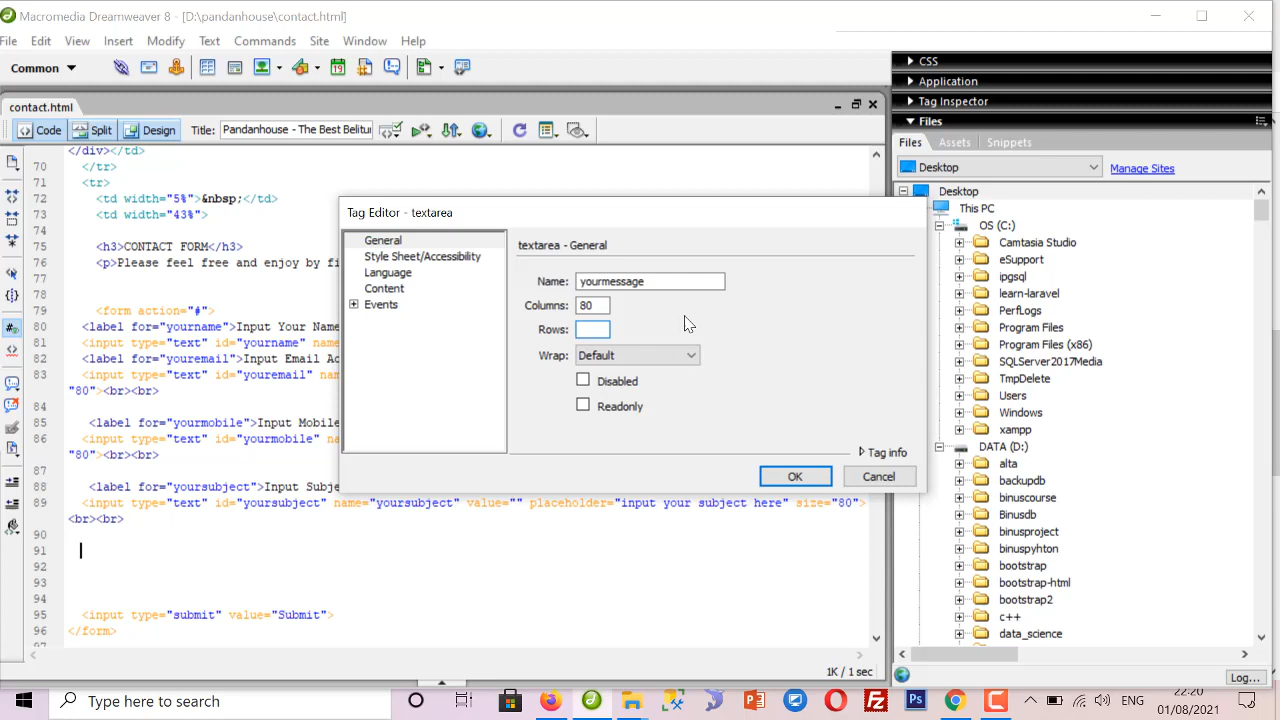 Macromedia Dreamweaver 8 - [D:\pandanhouse\contact.html]
File Edit View Insert Modify Text Commands Site Window Help
Common
contact.html
Code Split Design Title: Panndanhouse - The Best Belitur
CSS
Application
Tag Inspector
Files
Files Assets Snippets
Desktop Manage Sites
</div></td>
70 </tr>
71 <tr>
72 <td width="5%">&nbsp;</td>
73 <td width="43%">
74
75 <h3>CONTACT FORM</h3>
76 <p>Please feel free and enjoy by fi
77
78
79 <form action="#">
80 <label for="yourname">Input Your Name
81 <input type="text" id="yourname" name
82 <label for="youremail">Input Email Ad
83 <input type="text" id="youremail" nam
"80"><br><br>
84
85 <label for="yourmobile">Input Mobil
86 <input type="text" id="yourmobile" na
"80"><br><br>
87
88 <label for="yoursubject">Input Subje
89 <input type="text" id="yoursubject" name="yoursubject" value="" placeholder="input your subject here" size="80">
<br><br>
90
91
92
93
94
95 <input type="submit" value="Submit">
96 </form>
97
1K / 1 sec
Tag Editor - textarea
General
Style Sheet/Accessibility
Language
Content
Events
textarea - General
Name: yourmessage
Columns: 80
Rows:
Wrap: Default
Disabled
Readonly
Tag info
OK Cancel
Desktop
This PC
OS (C:)
Camtasia Studio
eSupport
ipgsql
learn-laravel
PerfLogs
Program Files
Program Files (x86)
SQLServer2017Media
TmpDelete
Users
Windows
xampp
DATA (D:)
alta
backupdb
binuscourse
Binusdb
binusproject
binuspyhton
bootstrap
bootstrap-html
bootstrap2
c++
data_science
Log...
Type here to search
ENG
22:20
01/08/2021